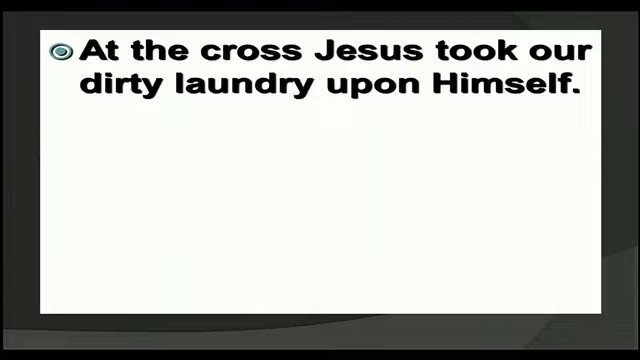 At the cross Jesus took our
dirty laundry upon Himself.